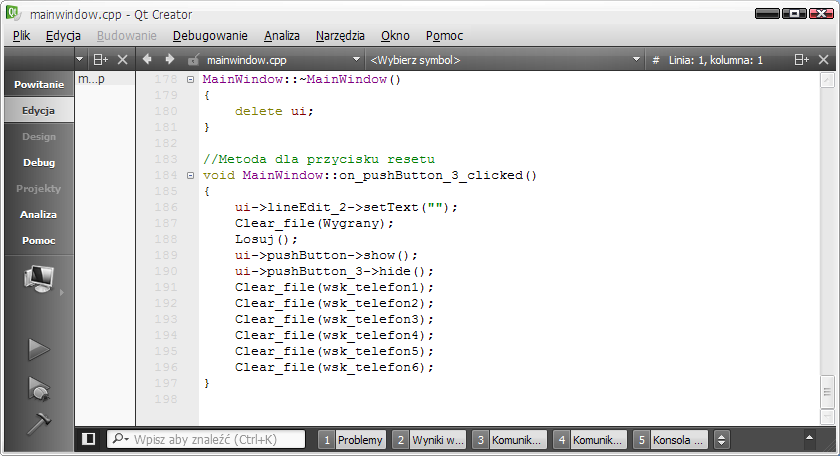 mainwindow.cpp - Qt Creator
Plik Edycja Budowanie Debugowanie Analiza Narzędzia Okno Pomoc
mainwindow.cpp <Wybierz symbol> # Linia: 1, kolumna: 1
Powitanie
Edycja
Design
Debug
Projekty
Analiza
Pomoc
m...p
178 MainWindow::~MainWindow()
179 {
180 delete ui;
181 }
182
183 //Metoda dla przycisku resetu
184 void MainWindow::on_pushButton_3_clicked()
185 {
186 ui->lineEdit_2->setText("");
187 Clear_file(Wygrany);
188 Losuj();
189 ui->pushButton->show();
190 ui->pushButton_3->hide();
191 Clear_file(wsk_telefon1);
192 Clear_file(wsk_telefon2);
193 Clear_file(wsk_telefon3);
194 Clear_file(wsk_telefon4);
195 Clear_file(wsk_telefon5);
196 Clear_file(wsk_telefon6);
197 }
198
Wpisz aby znaleźć (Ctrl+K) 1 Problemy 2 Wyniki w... 3 Komunik... 4 Komunik... 5 Konsola ...